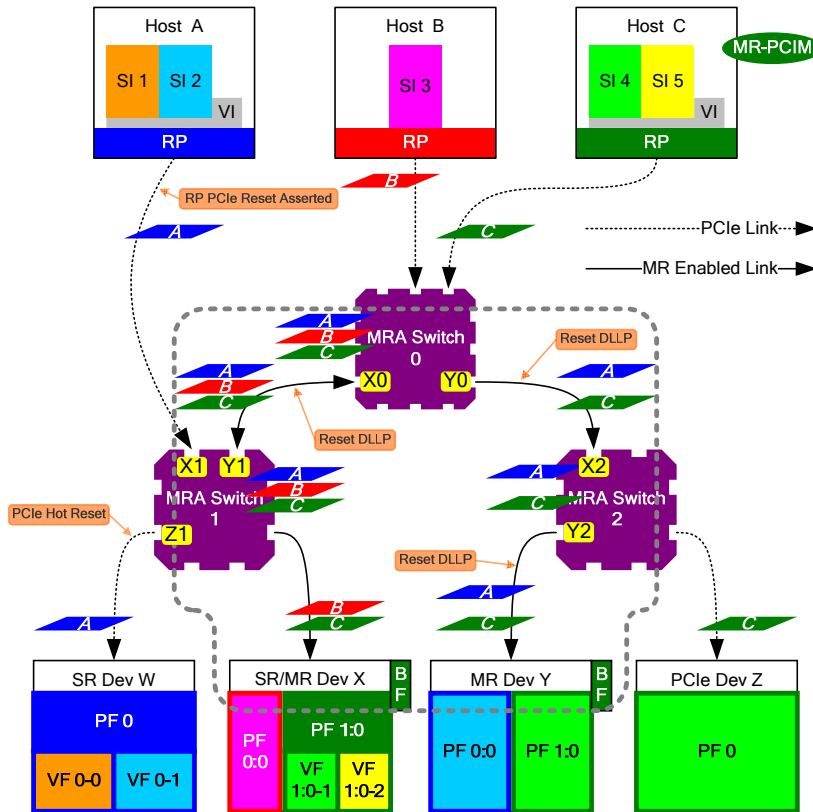 Host A
Host B
Host C
MR-PCIM
SI 1
SI 2
SI 3
SI 4
SI 5
VI
VI
RP
RP
RP
RP PCIe Reset Asserted
B
A
C
PCIe Link
MR Enabled Link
A
B
C
MRA Switch
0
X0
Y0
Reset DLLP
A
B
C
A
C
Reset DLLP
X1
Y1
MRA Switch
1
Z1
A
B
C
X2
MRA Switch
2
Y2
A
C
PCIe Hot Reset
Reset DLLP
A
B
C
A
C
C
SR Dev W
SR/MR Dev X
B
F
MR Dev Y
B
F
PCIe Dev Z
PF 0
VF 0-0
VF 0-1
PF
0:0
PF 1:0
VF
1:0-1
VF
1:0-2
PF 0:0
PF 1:0
PF 0